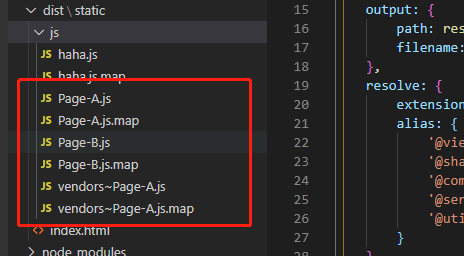 dist \ static
js
JS haha.js
JS haha.js.map
JS Page-A.js
JS Page-A.js.map
JS Page-B.js
JS Page-B.js.map
JS vendors~Page-A.js
JS vendors~Page-A.js.map
<> index.html
node_modules
15 output: {
16 path: res
17 filename:
18 },
19 resolve: {
20 extension
21 alias: {
22 '@vie
23 '@sha
24 '@com
25 '@ser
26 '@uti
27 }
28 }